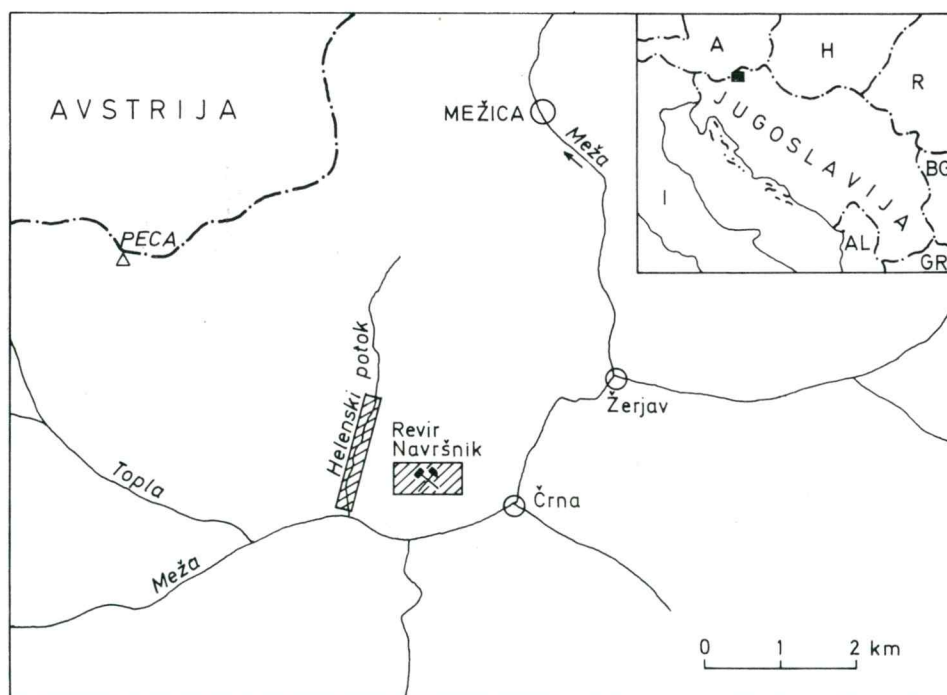 AVSTRIJA
MEŽICA
Meža
PECA
Helenski potok
Žerjav
Revir
Navršnik
Črna
Topla
Meža
0 1 2 km
A
H
R
JUGOSLAVIJA
BG
I
AL
GR